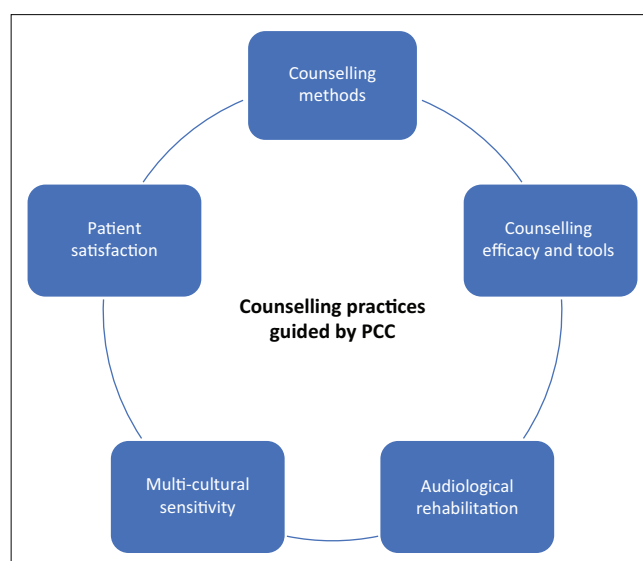 Counselling
methods
Patient
satisfaction
Counselling
efficacy and tools
Counselling practices
guided by PCC
Multi-cultural
sensitivity
Audiological
rehabilitation